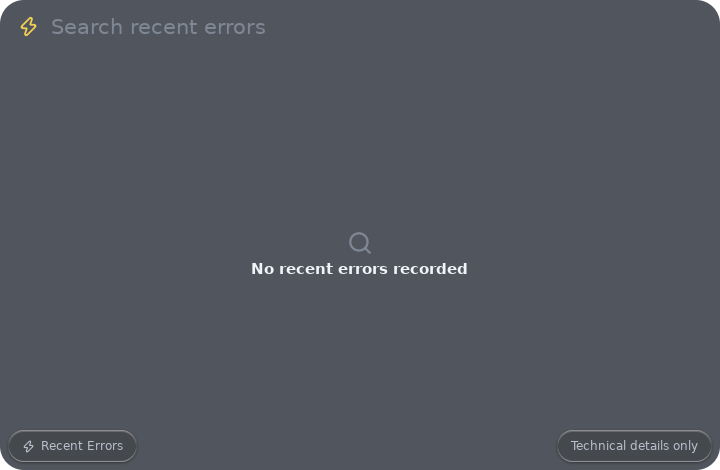 Search recent errors
No recent errors recorded
Recent Errors
Technical details only